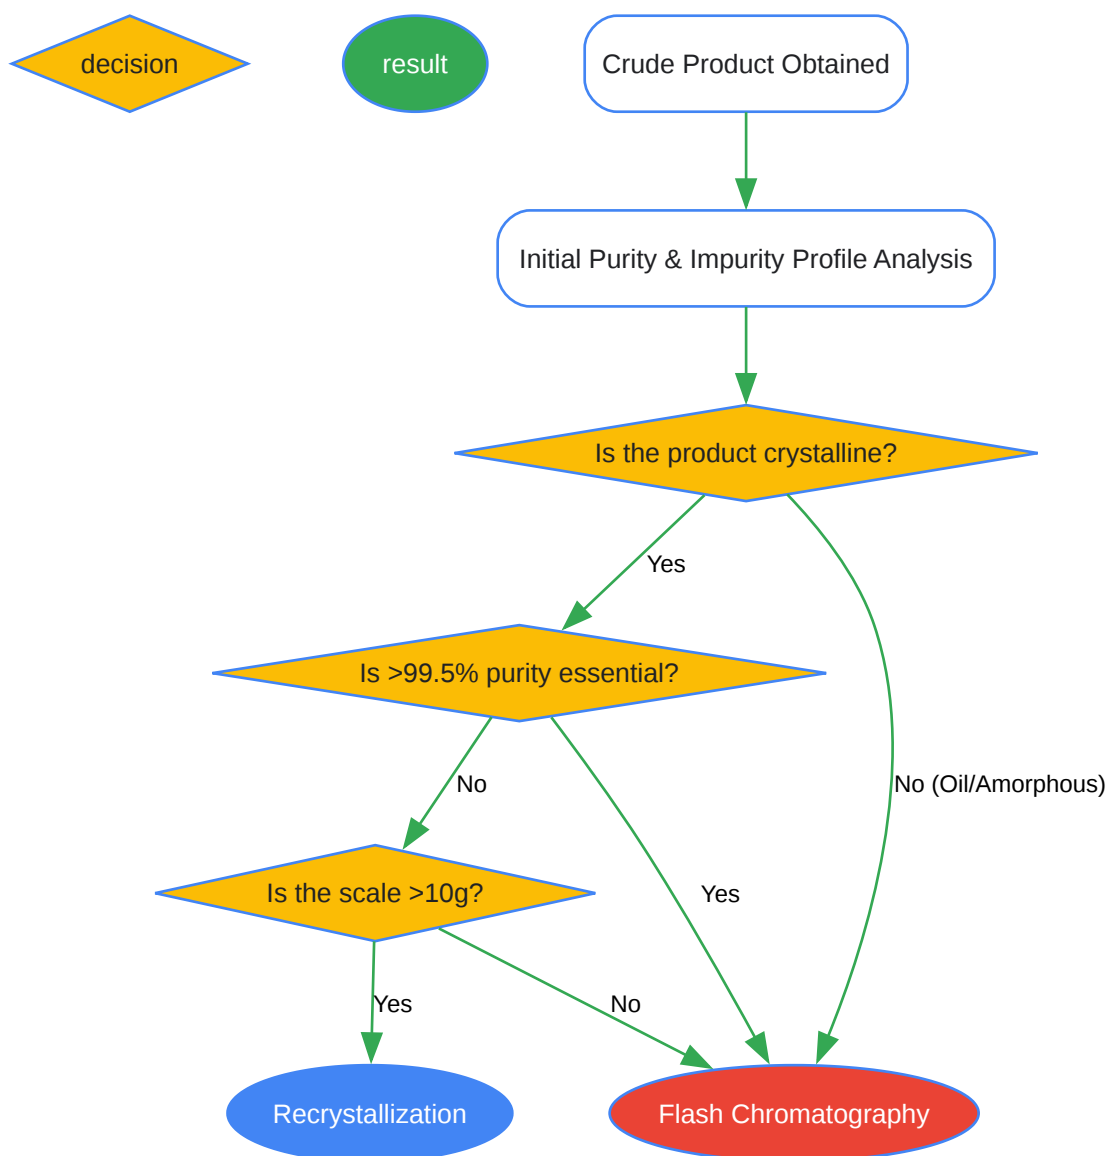 decision
result
Crude Product Obtained
Initial Purity & Impurity Profile Analysis
Is the product crystalline?
Yes
Is >99.5% purity essential?
No
No (Oil/Amorphous)
Is the scale >10g?
Yes
Yes
No
Recrystallization
Flash Chromatography